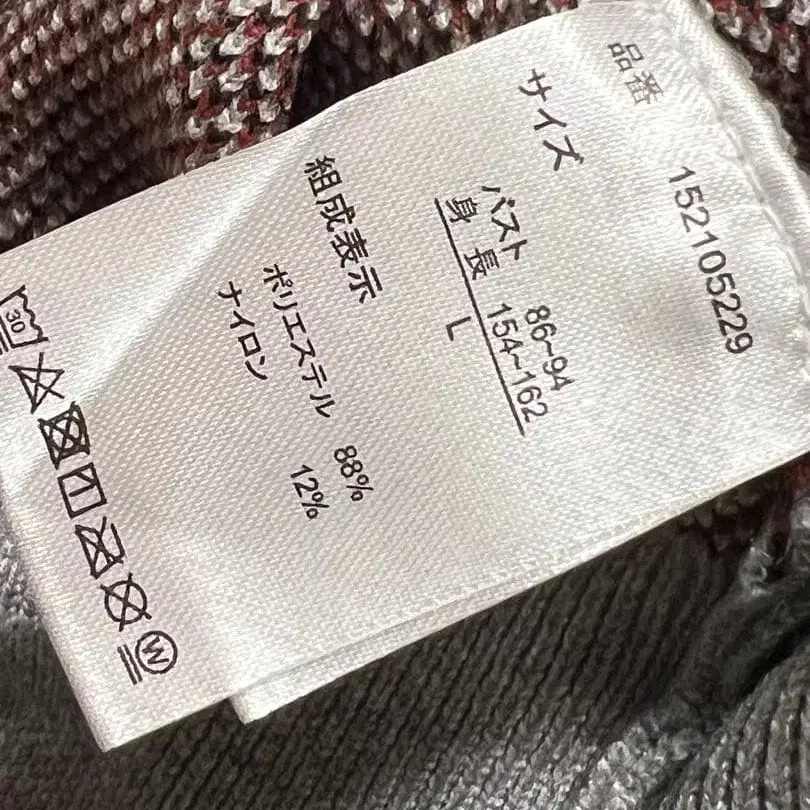 品番 152105229
サイズ
バスト 86~94
身長 154~162
L
組成表示
ポリエステル 88%
ナイロン 12%
30
W